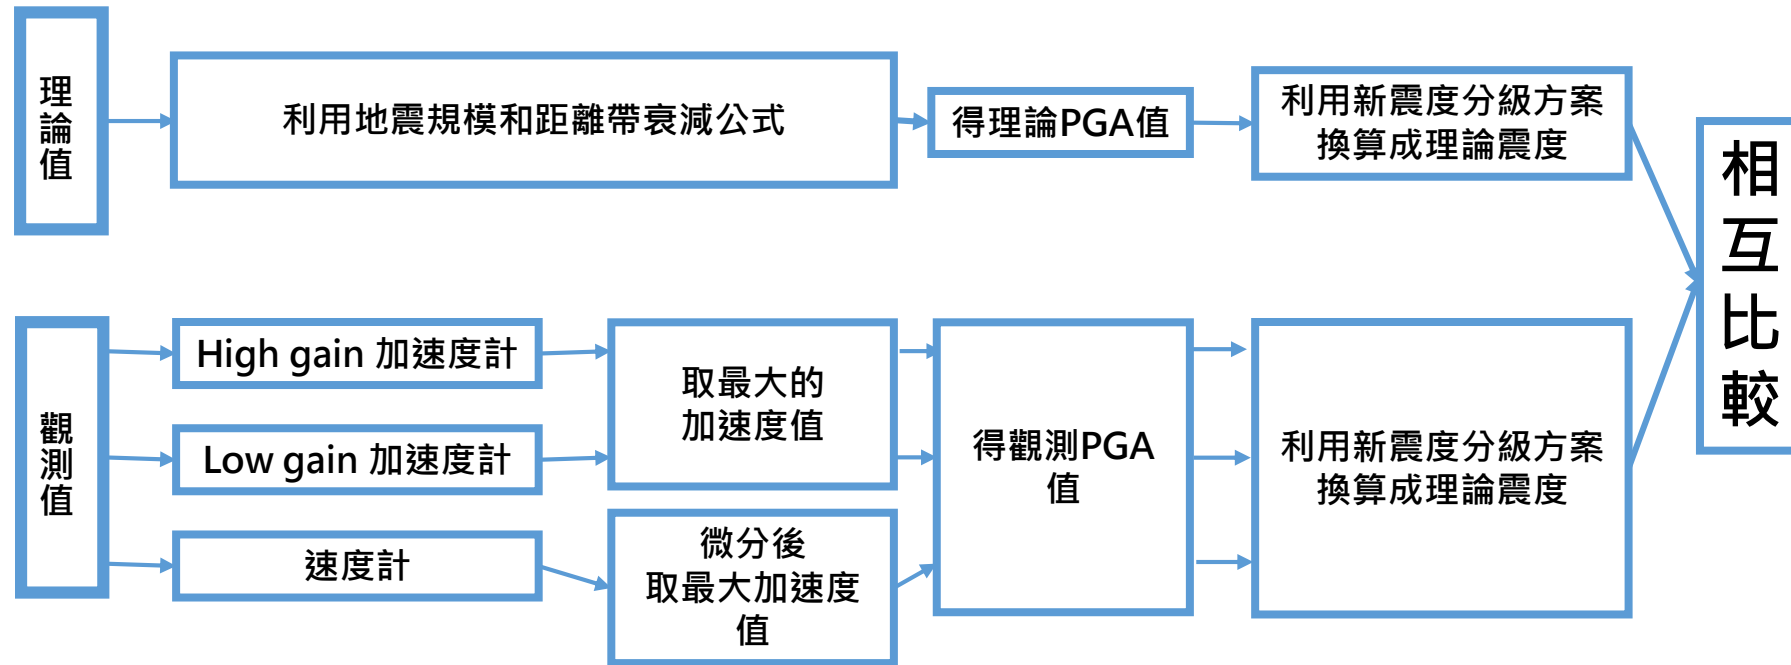 理論值
利用地震規模和距離帶衰減公式
得理論PGA值
利用新震度分級方案
換算成理論震度
相互比較
觀測值
High gain 加速度計
Low gain 加速度計
速度計
取最大的
加速度值
微分後
取最大加速度
值
得觀測PGA
值
利用新震度分級方案
換算成理論震度